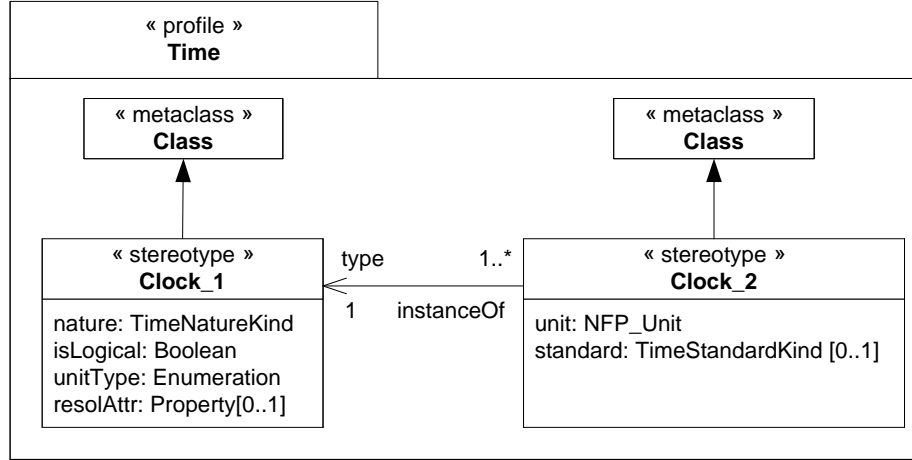 « profile »
Time
« metaclass »
Class
« metaclass »
Class
« stereotype »
Clock_1
nature: TimeNatureKind
isLogical: Boolean
unitType: Enumeration
resolAttr: Property[0..1]
type
1..*
1
instanceOf
« stereotype »
Clock_2
unit: NFP_Unit
standard: TimeStandardKind [0..1]